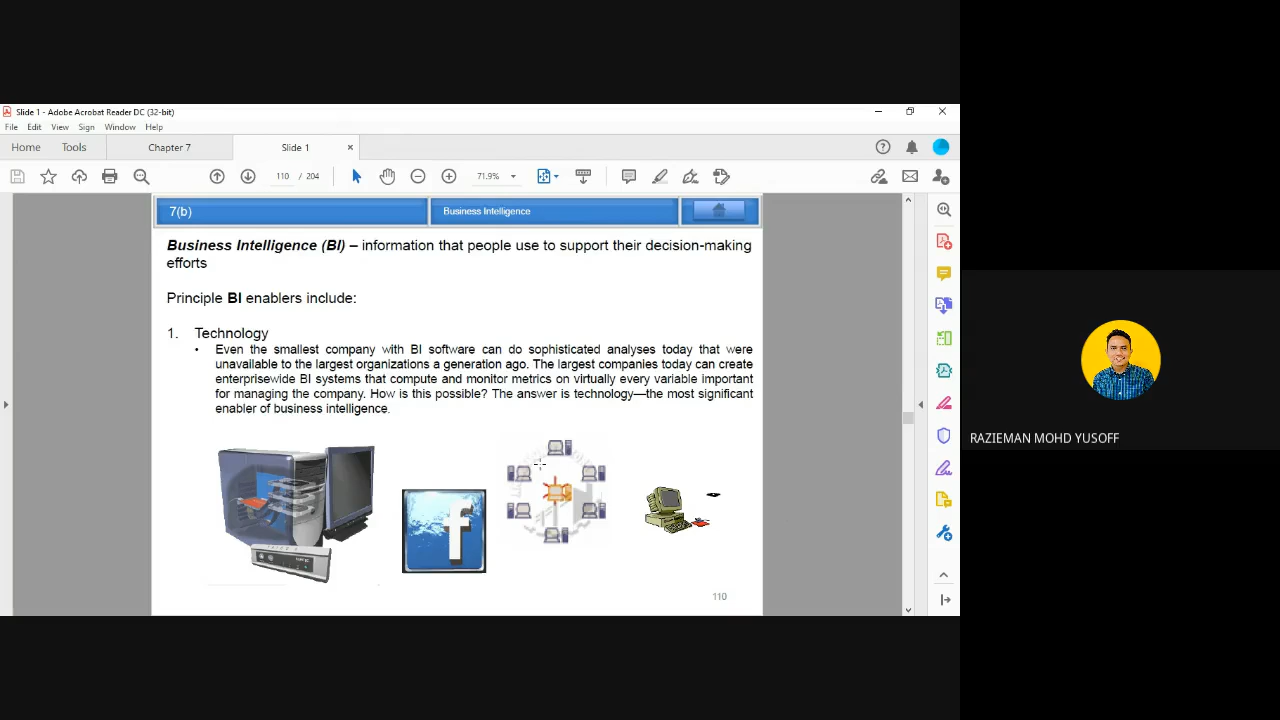 Slide 1 - Adobe Acrobat Reader DC (32-bit)
File Edit View Sign Window Help
Home Tools Chapter 7 Slide 1
110 / 204 71.9%
7(b) Business Intelligence
Business Intelligence (BI) – information that people use to support their decision-making
efforts
Principle BI enablers include:
1. Technology
• Even the smallest company with BI software can do sophisticated analyses today that were
unavailable to the largest organizations a generation ago. The largest companies today can create
enterprisewide BI systems that compute and monitor metrics on virtually every variable important
for managing the company. How is this possible? The answer is technology—the most significant
enabler of business intelligence.
f
110
RAZIEMAN MOHD YUSOFF